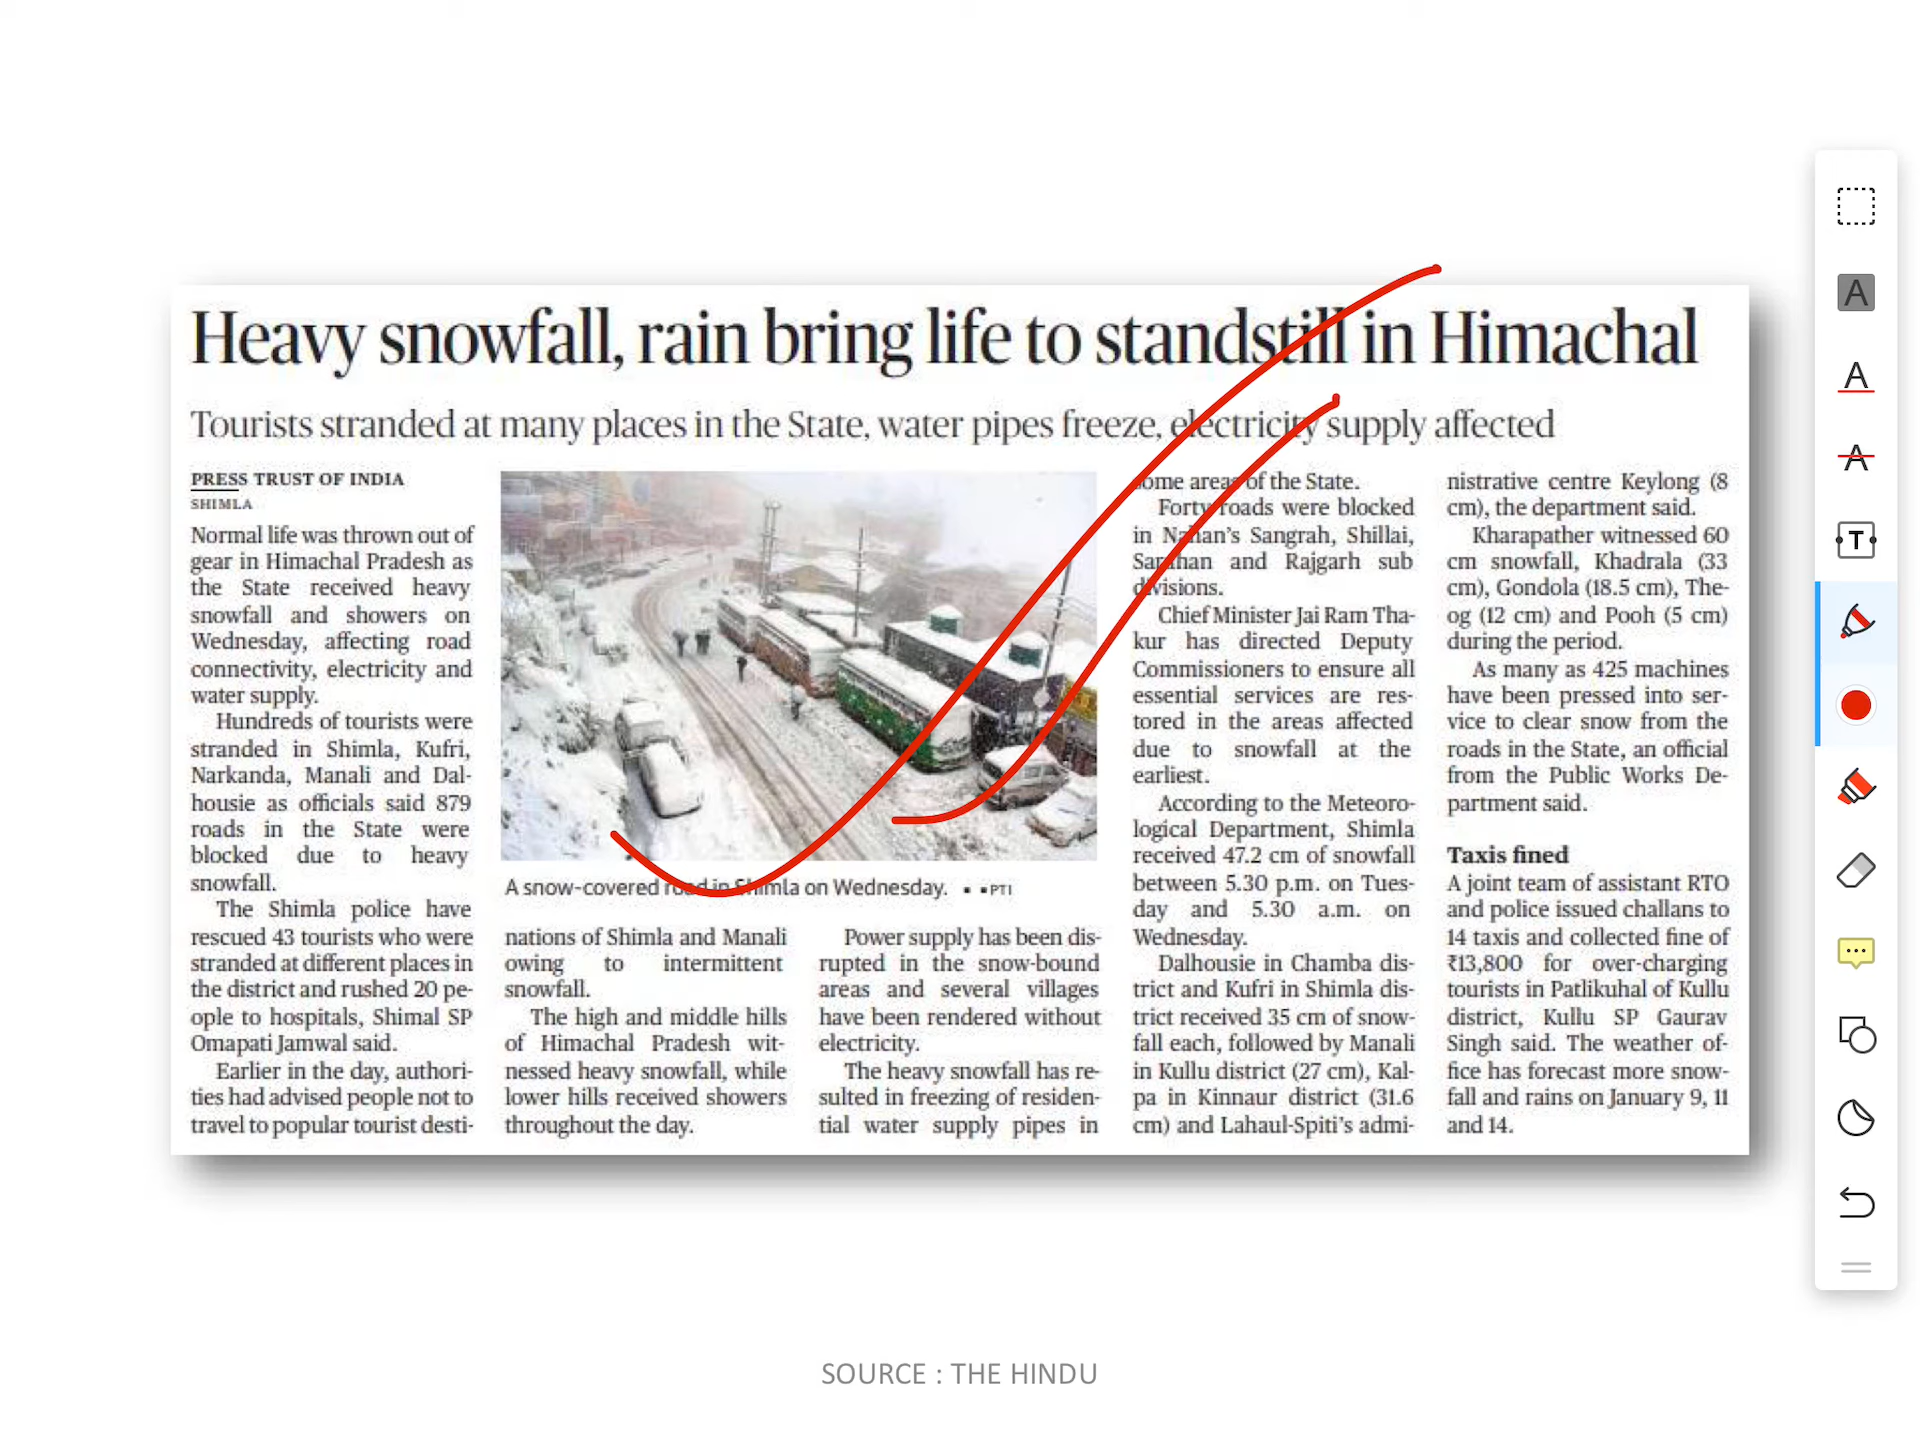 Heavy snowfall, rain bring life to standstill in Himachal
Tourists stranded at many places in the State, water pipes freeze, electricity supply affected
PRESS TRUST OF INDIA
SHIMLA
Normal life was thrown out of
gear in Himachal Pradesh as
the State received heavy
snowfall and showers on
Wednesday, affecting road
connectivity, electricity and
water supply.
Hundreds of tourists were
stranded in Shimla, Kufri,
Narkanda, Manali and Dal-
housie as officials said 879
roads in the State were
blocked due to heavy
snowfall.
The Shimla police have
rescued 43 tourists who were
stranded at different places in
the district and rushed 20 pe-
ople to hospitals, Shimal SP
Omapati Jamwal said.
Earlier in the day, authori-
ties had advised people not to
travel to popular tourist desti-
A snow-covered road in Shimla on Wednesday. ▪ ▪PTI
nations of Shimla and Manali
owing to intermittent
snowfall.
The high and middle hills
of Himachal Pradesh wit-
nessed heavy snowfall, while
lower hills received showers
throughout the day.
Power supply has been dis-
rupted in the snow-bound
areas and several villages
have been rendered without
electricity.
The heavy snowfall has re-
sulted in freezing of residen-
tial water supply pipes in
some areas of the State.
Forty roads were blocked
in Nahan's Sangrah, Shillai,
Sarahan and Rajgarh sub
divisions.
Chief Minister Jai Ram Tha-
kur has directed Deputy
Commissioners to ensure all
essential services are res-
tored in the areas affected
due to snowfall at the
earliest.
According to the Meteoro-
logical Department, Shimla
received 47.2 cm of snowfall
between 5.30 p.m. on Tues-
day and 5.30 a.m. on
Wednesday.
Dalhousie in Chamba dis-
trict and Kufri in Shimla dis-
trict received 35 cm of snow-
fall each, followed by Manali
in Kullu district (27 cm), Kal-
pa in Kinnaur district (31.6
cm) and Lahaul-Spiti's admi-
nistrative centre Keylong (8
cm), the department said.
Kharapather witnessed 60
cm snowfall, Khadrala (33
cm), Gondola (18.5 cm), The-
og (12 cm) and Pooh (5 cm)
during the period.
As many as 425 machines
have been pressed into ser-
vice to clear snow from the
roads in the State, an official
from the Public Works De-
partment said.
Taxis fined
A joint team of assistant RTO
and police issued challans to
14 taxis and collected fine of
₹13,800 for over-charging
tourists in Patlikuhal of Kullu
district, Kullu SP Gaurav
Singh said. The weather of-
fice has forecast more snow-
fall and rains on January 9, 11
and 14.
A
A
A
T
SOURCE : THE HINDU